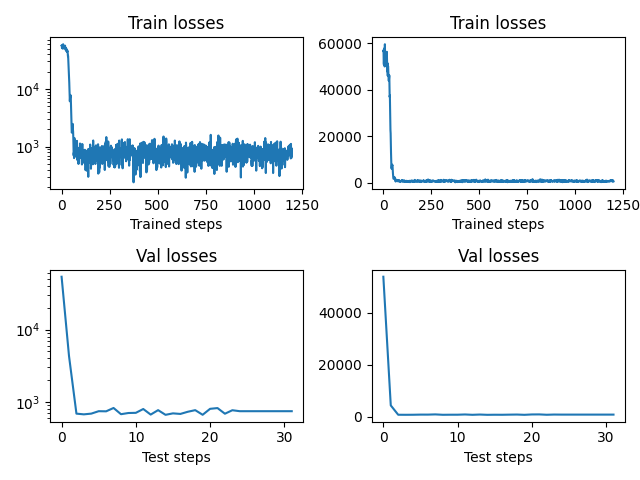 Train losses
Train losses
10^4
10^3
0 250 500 750 1000 1250
Trained steps
60000
40000
20000
0
0 250 500 750 1000 1250
Trained steps
Val losses
Val losses
10^4
10^3
0 10 20 30
Test steps
40000
20000
0
0 10 20 30
Test steps